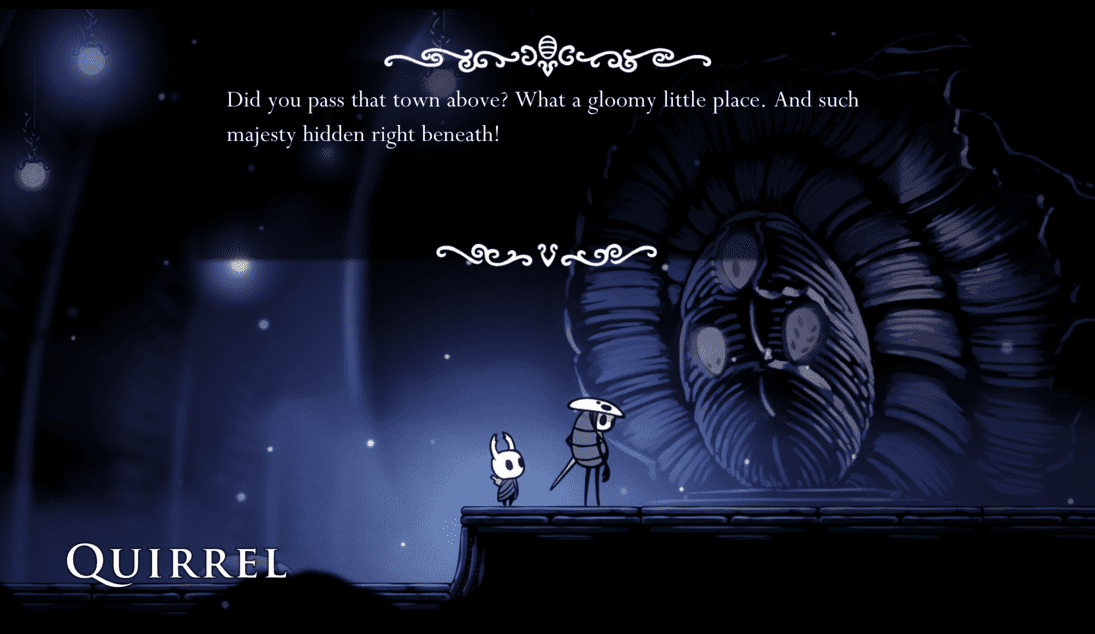 Did you pass that town above? What a gloomy little place. And such
majesty hidden right beneath!
QUIRREL